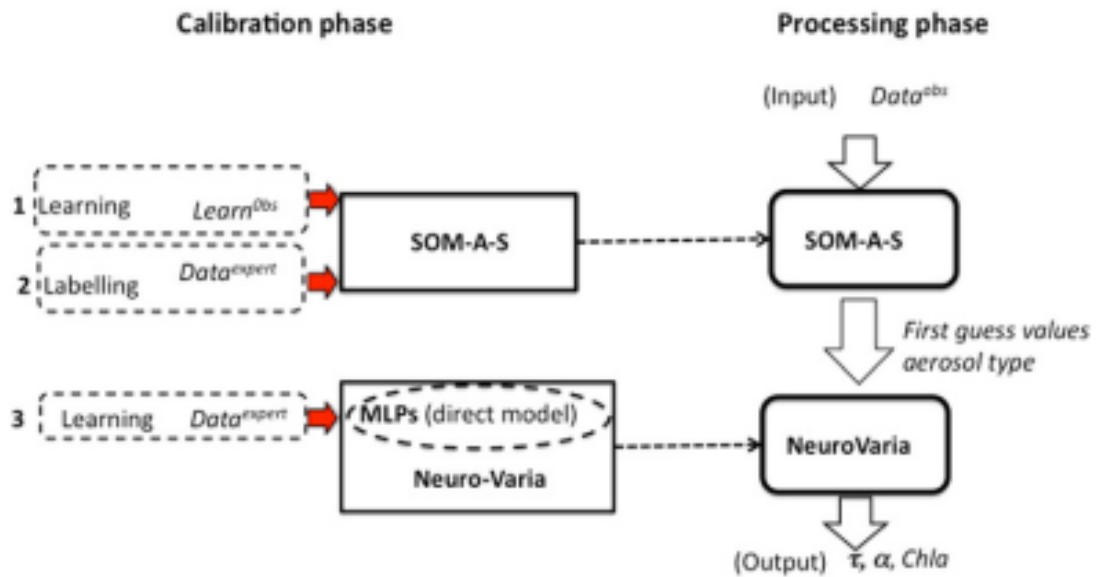 Calibration phase
Processing phase
(Input) Data^obs
1 Learning Learn^Obs
2 Labelling Data^expert
SOM-A-S
SOM-A-S
First guess values
aerosol type
3 Learning Data^expert
MLPs (direct model)
Neuro-Varia
NeuroVaria
(Output) τ, α, Chla